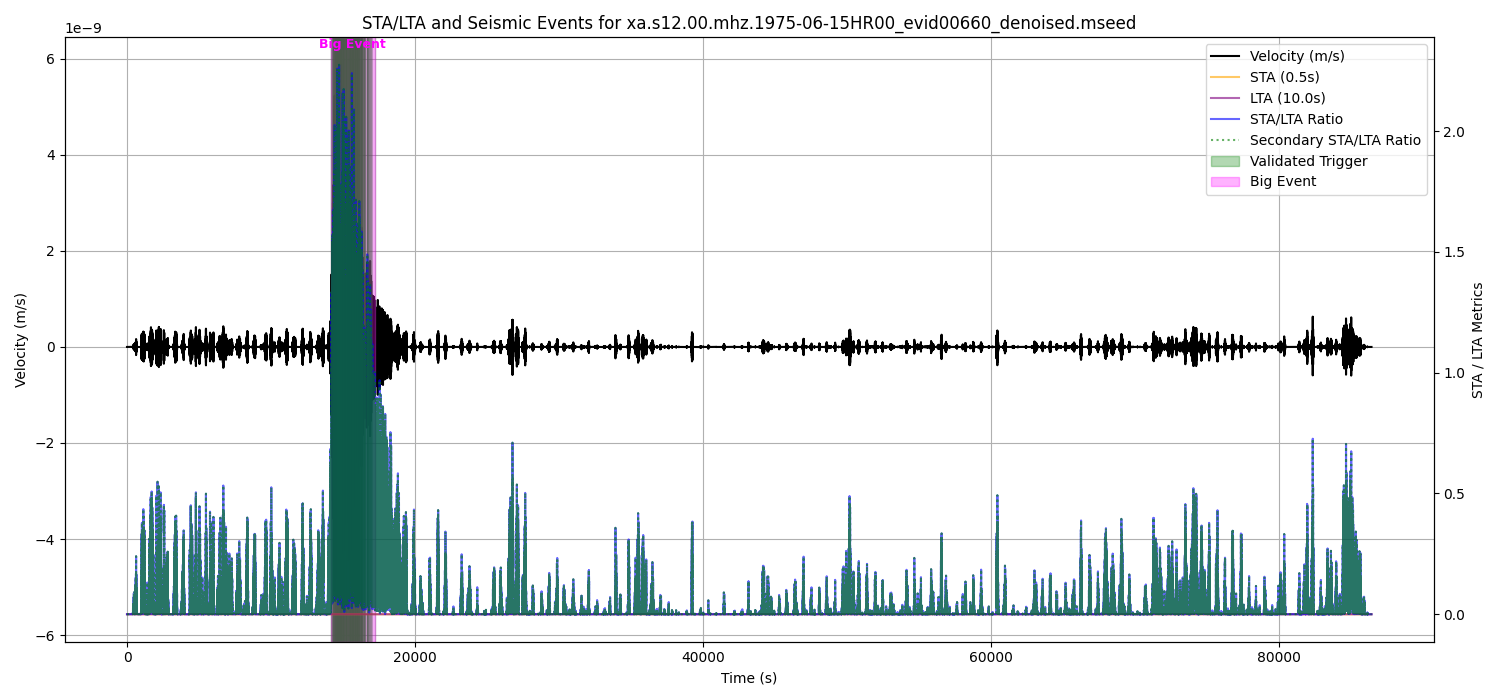 STA/LTA and Seismic Events for xa.s12.00.mhz.1975-06-15HR00_evid00660_denoised.mseed
1e−9
Big Event
Velocity (m/s)
STA (0.5s)
LTA (10.0s)
STA/LTA Ratio
Secondary STA/LTA Ratio
Validated Trigger
Big Event
6
4
2
0
−2
−4
−6
Velocity (m/s)
2.0
1.5
1.0
0.5
0.0
STA / LTA Metrics
0 20000 40000 60000 80000
Time (s)